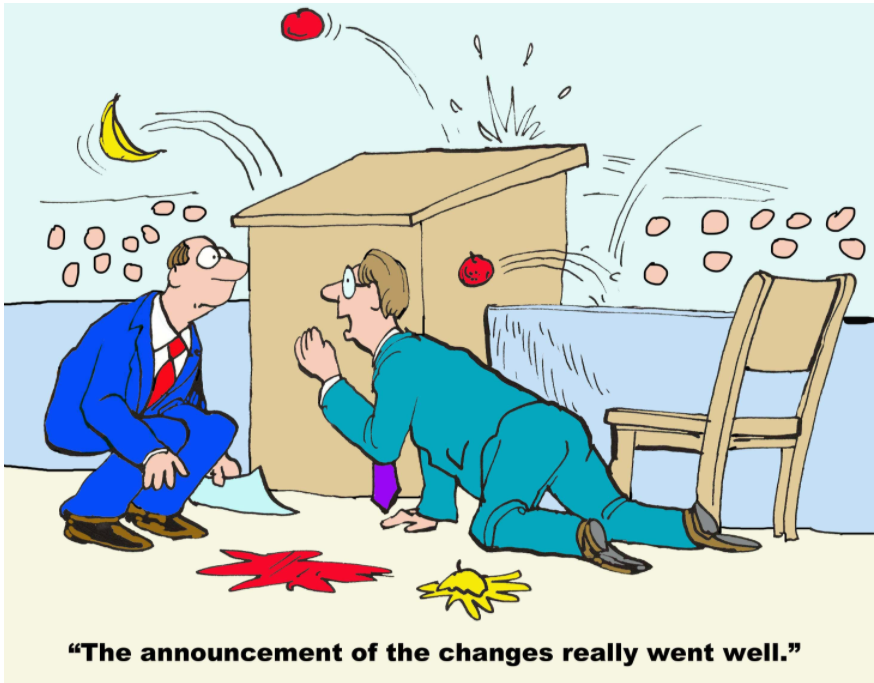 “The announcement of the changes really went well.”